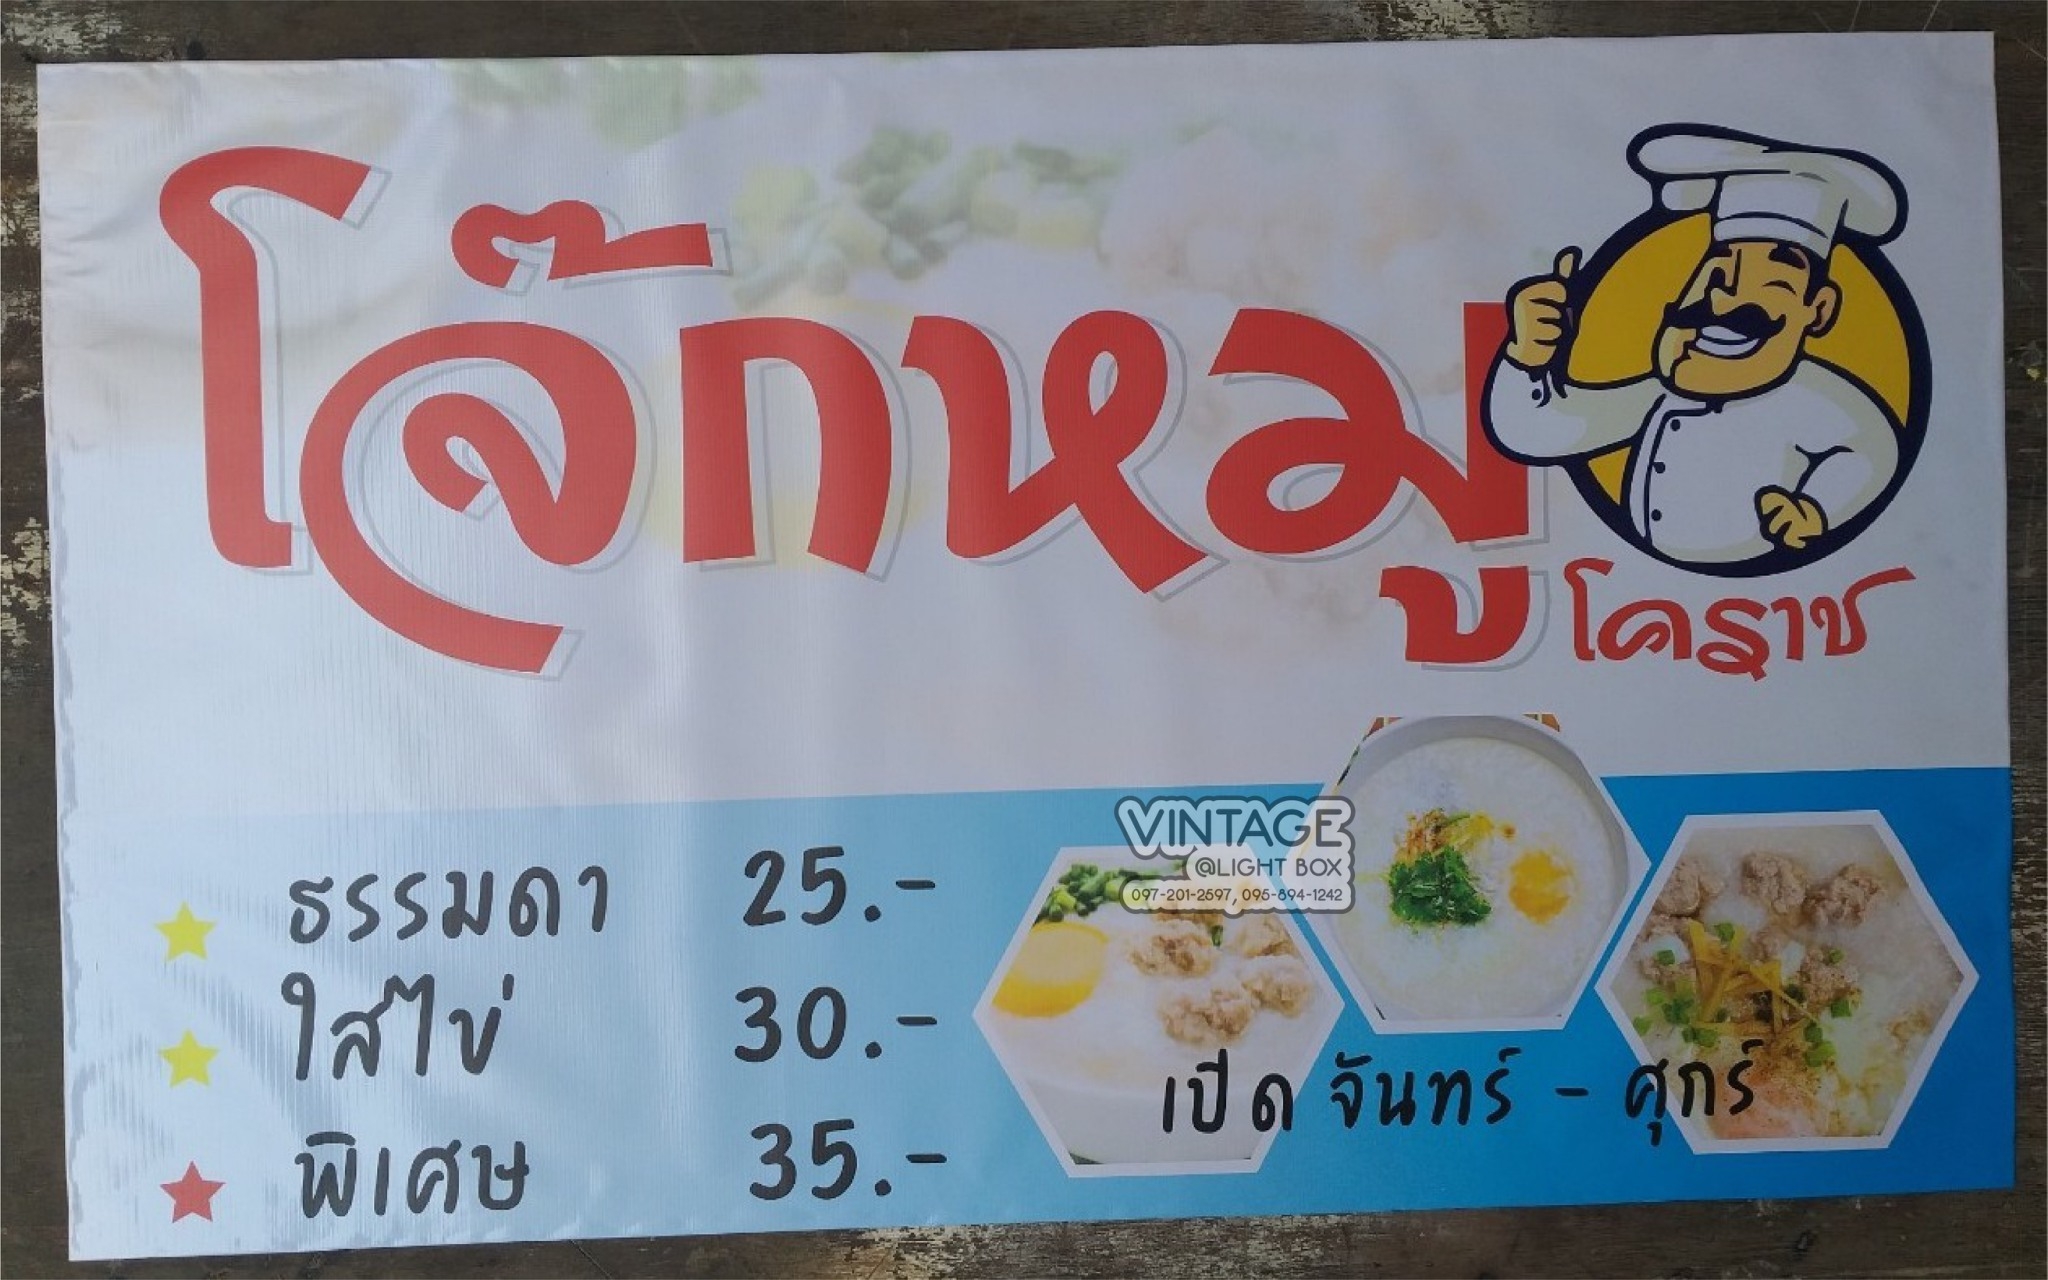 โจ๊กหมู
โคราช
ธรรมดา 25.-
ใส่ไข่ 30.-
พิเศษ 35.-
VINTAGE
@LIGHT BOX
097-201-2597, 095-894-1242
เปิด จันทร์ - ศุกร์